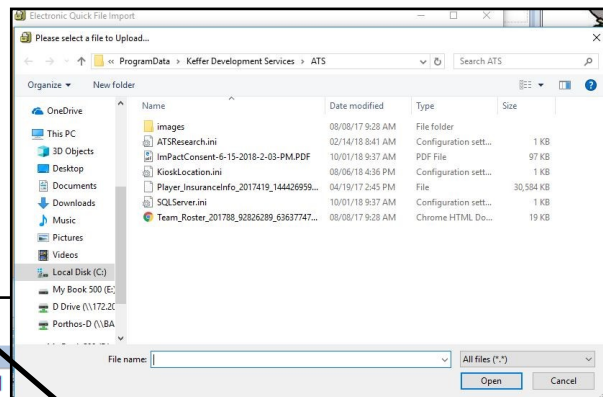 Electronic Quick File Import
Please select a file to Upload...
« ProgramData > Keffer Development Services > ATS
Search ATS
Organize
New folder
Name Date modified Type Size
OneDrive
This PC
3D Objects
Desktop
Documents
Downloads
Music
Pictures
Videos
Local Disk (C:)
My Book 500 (E:)
D Drive (\\172.20
Porthos-D (\\BA
images 08/08/17 9:28 AM File folder
ATSResearch.ini 02/14/18 8:41 AM Configuration sett... 1 KB
ImPactConsent-6-15-2018-2-03-PM.PDF 10/01/18 9:37 AM PDF File 97 KB
KioskLocation.ini 08/06/18 4:36 PM Configuration sett... 1 KB
Player_InsuranceInfo_2017419_144426959... 04/19/17 2:45 PM File 30,584 KB
SQLServer.ini 10/01/18 9:37 AM Configuration sett... 1 KB
Team_Roster_201788_92826289_63637747... 08/08/17 9:28 AM Chrome HTML Do... 19 KB
File name:
All files (*.*)
Open
Cancel